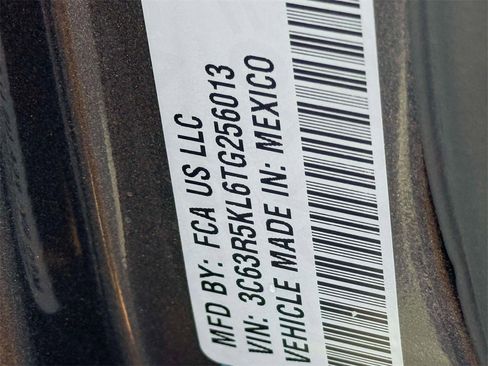 MFD BY: FCA US LLC
VIN: 3C63R5KL6TG256013
VEHICLE MADE IN: MEXICO